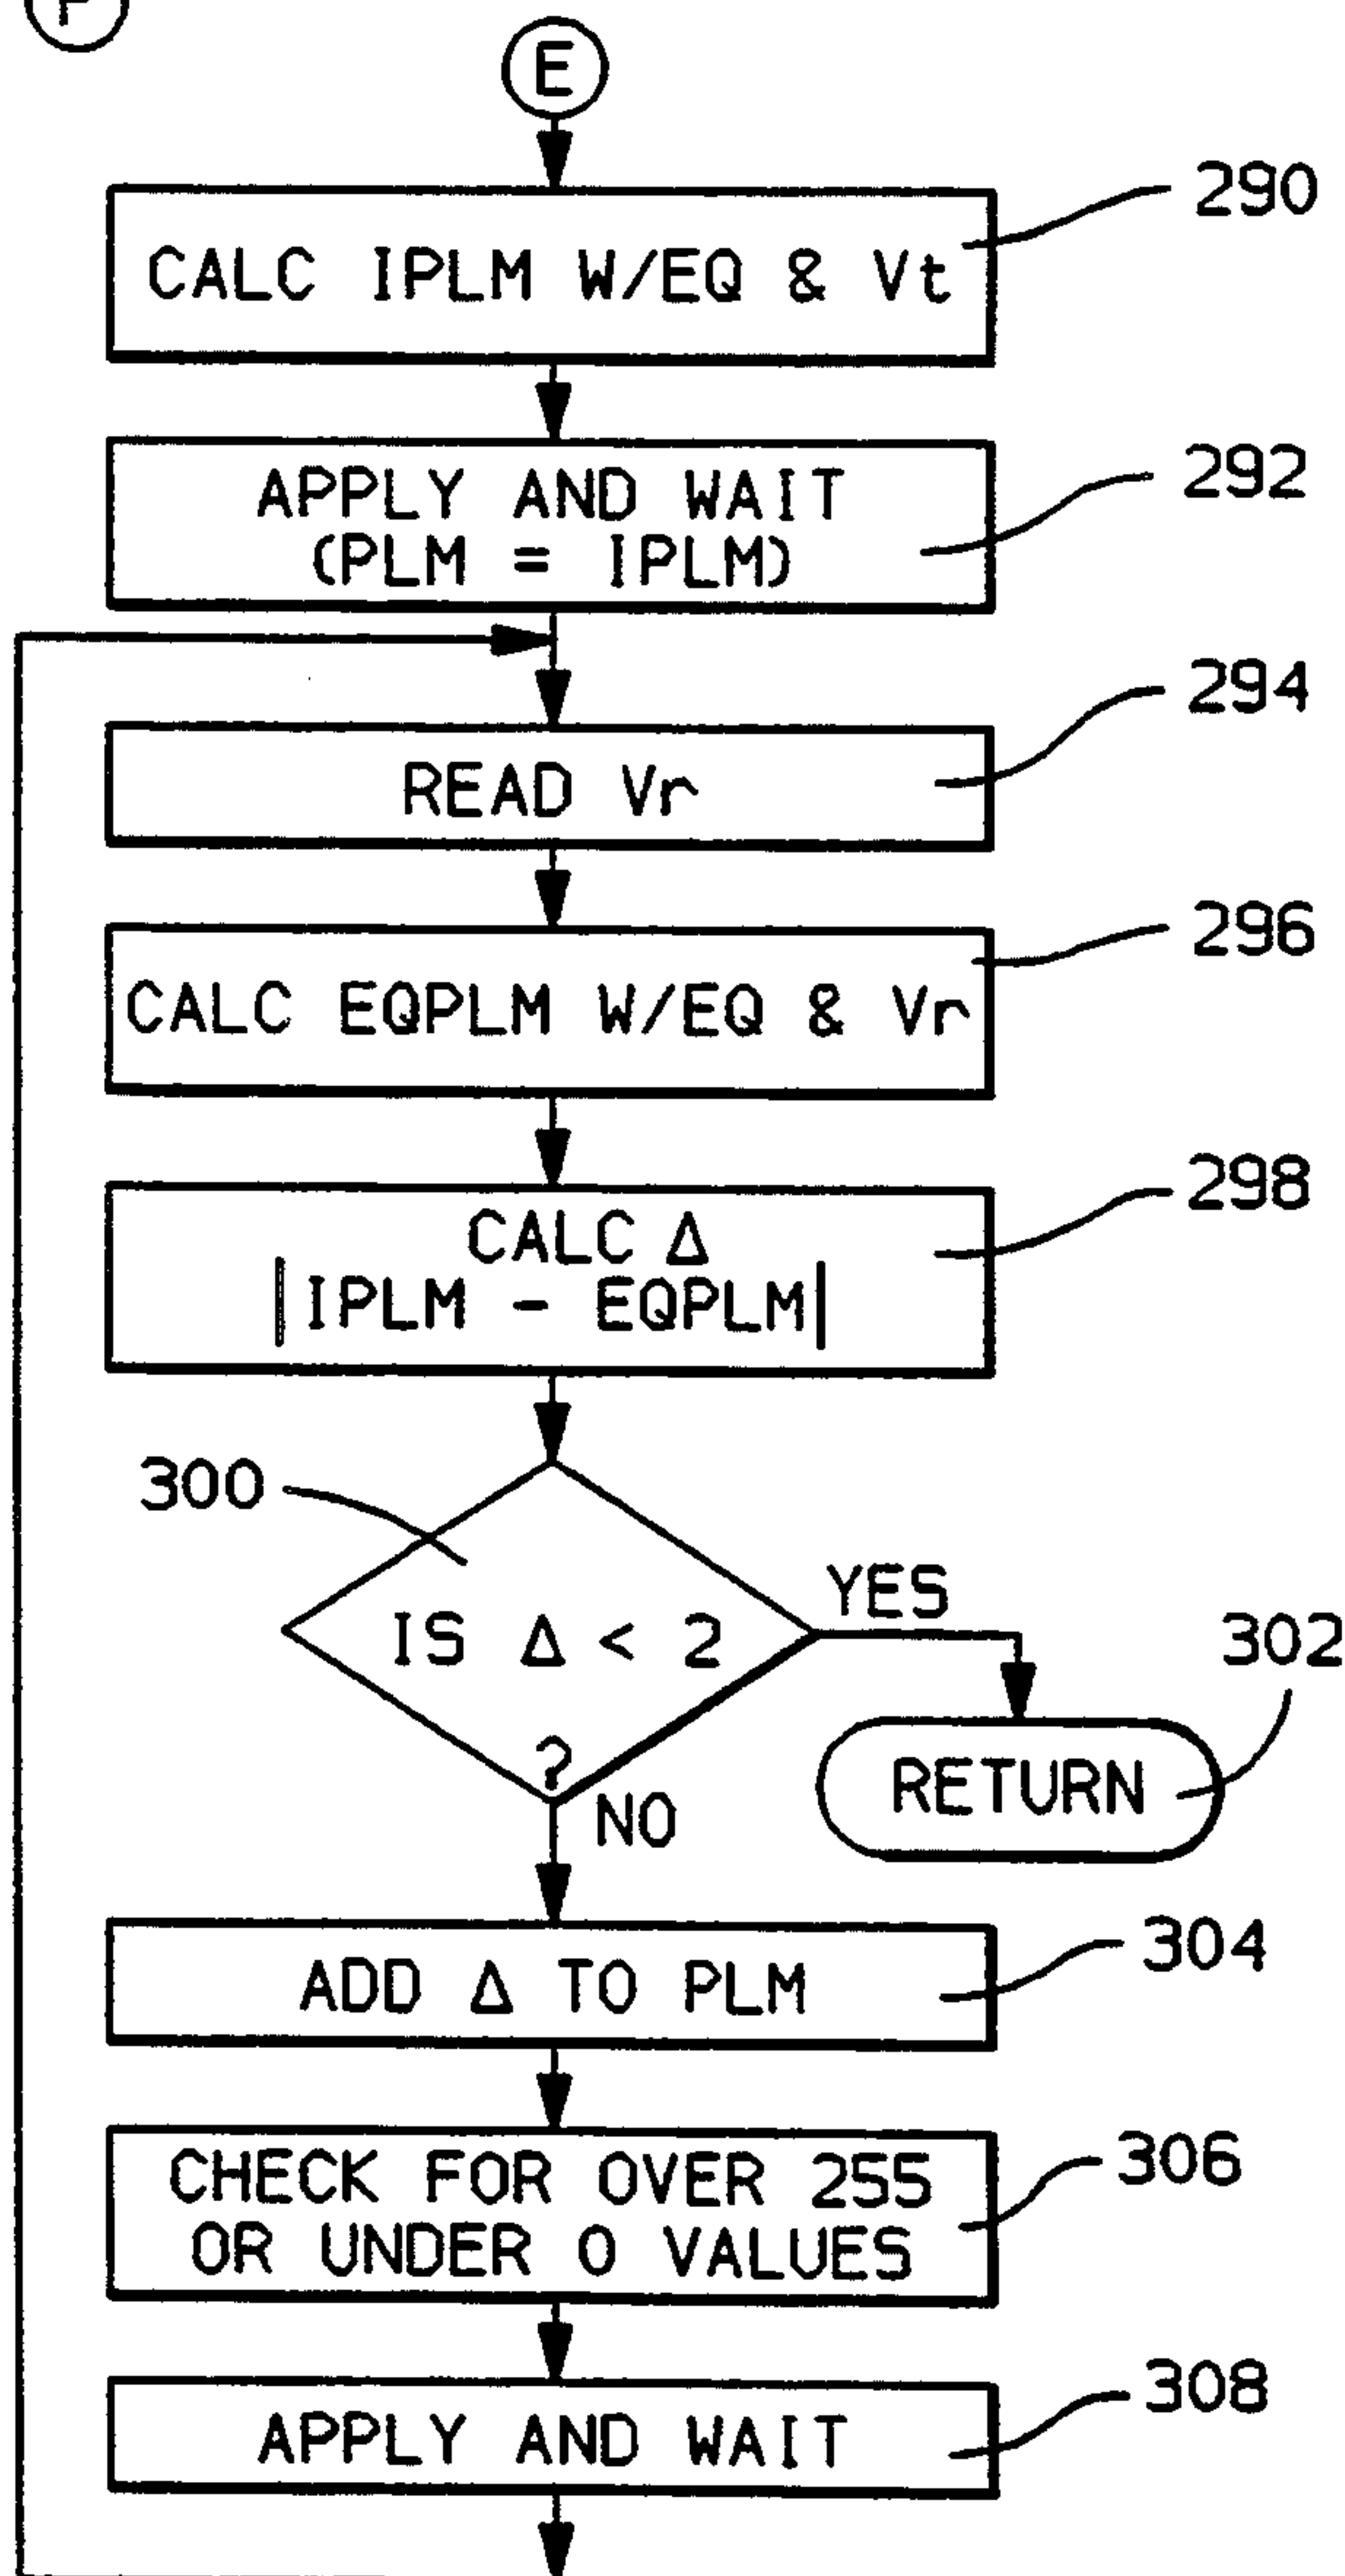 E
290
CALC IPLM W/EQ & Vt
292
APPLY AND WAIT
(PLM = IPLM)
294
READ Vr
296
CALC EQPLM W/EQ & Vr
298
CALC Δ
|IPLM - EQPLM|
300
IS Δ < 2
?
YES
302
RETURN
NO
304
ADD Δ TO PLM
306
CHECK FOR OVER 255
OR UNDER 0 VALUES
308
APPLY AND WAIT